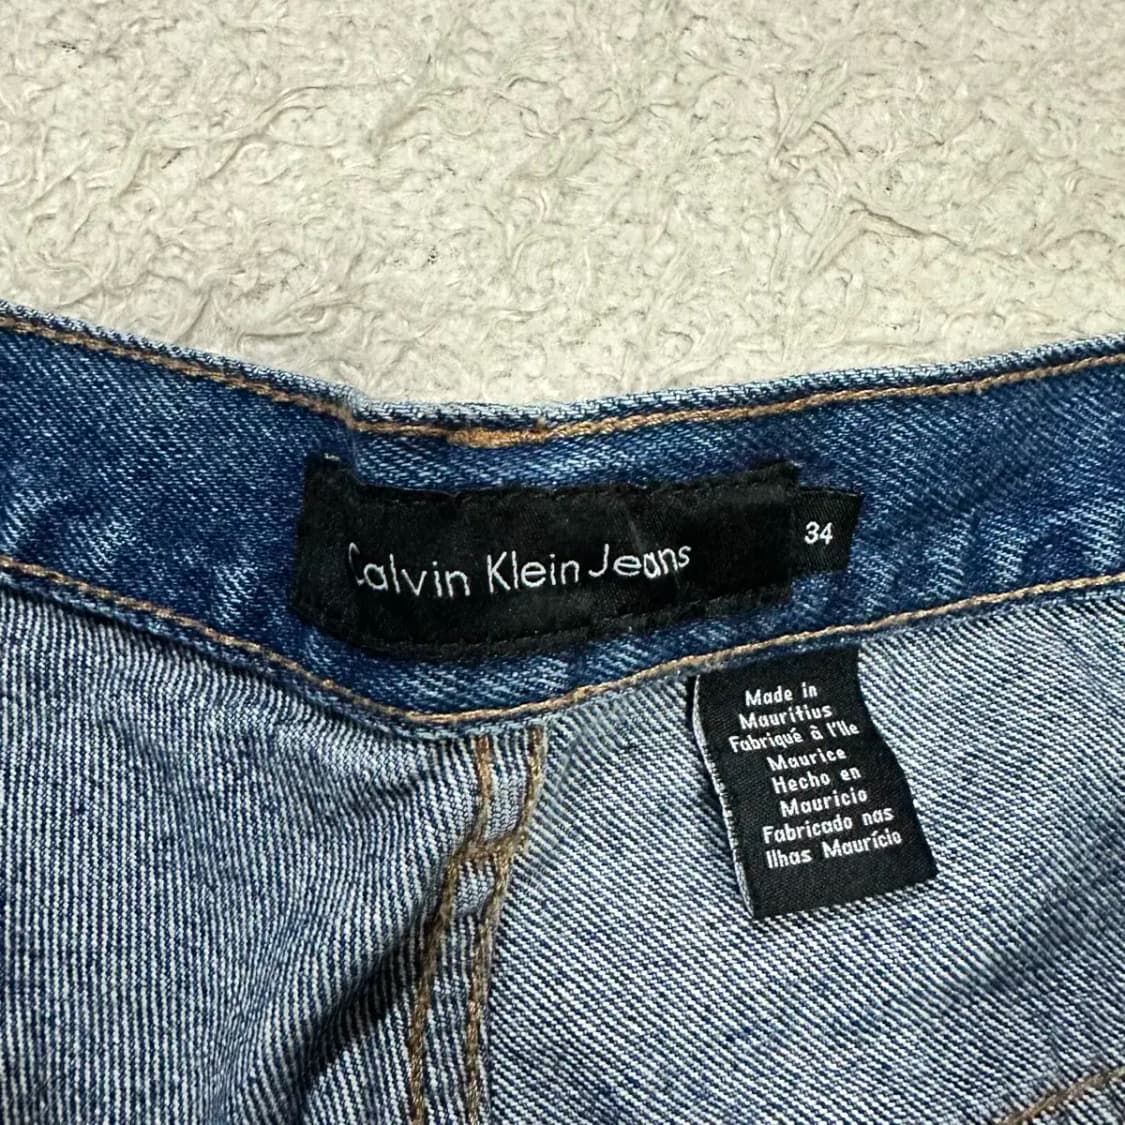 Calvin Klein Jeans
34
Made in
Mauritius
Fabriqué à l'Ile
Maurice
Hecho en
Mauricio
Fabricado nas
Ilhas Maurício